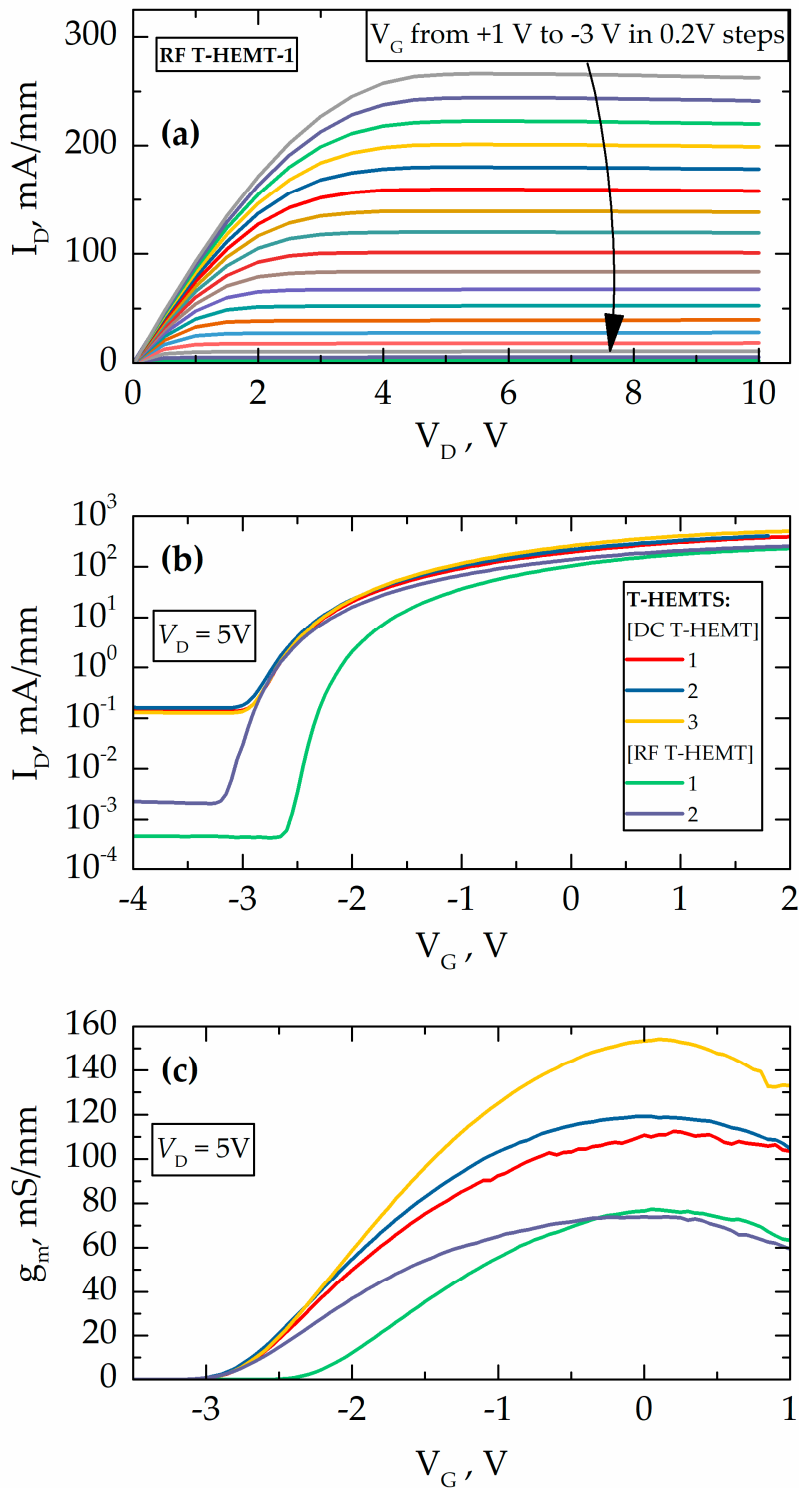 300
200
100
0
I_D, mA/mm
RF T-HEMT-1
V_G from +1 V to -3 V in 0.2V steps
(a)
0 2 4 6 8 10
V_D , V
10^3
10^2
10^1
10^0
10^-1
10^-2
10^-3
10^-4
I_D, mA/mm
(b)
V_D = 5V
T-HEMTS:
[DC T-HEMT]
1
2
3
[RF T-HEMT]
1
2
-4 -3 -2 -1 0 1 2
V_G , V
160
140
120
100
80
60
40
20
0
g_m, mS/mm
(c)
V_D = 5V
-3 -2 -1 0 1
V_G , V